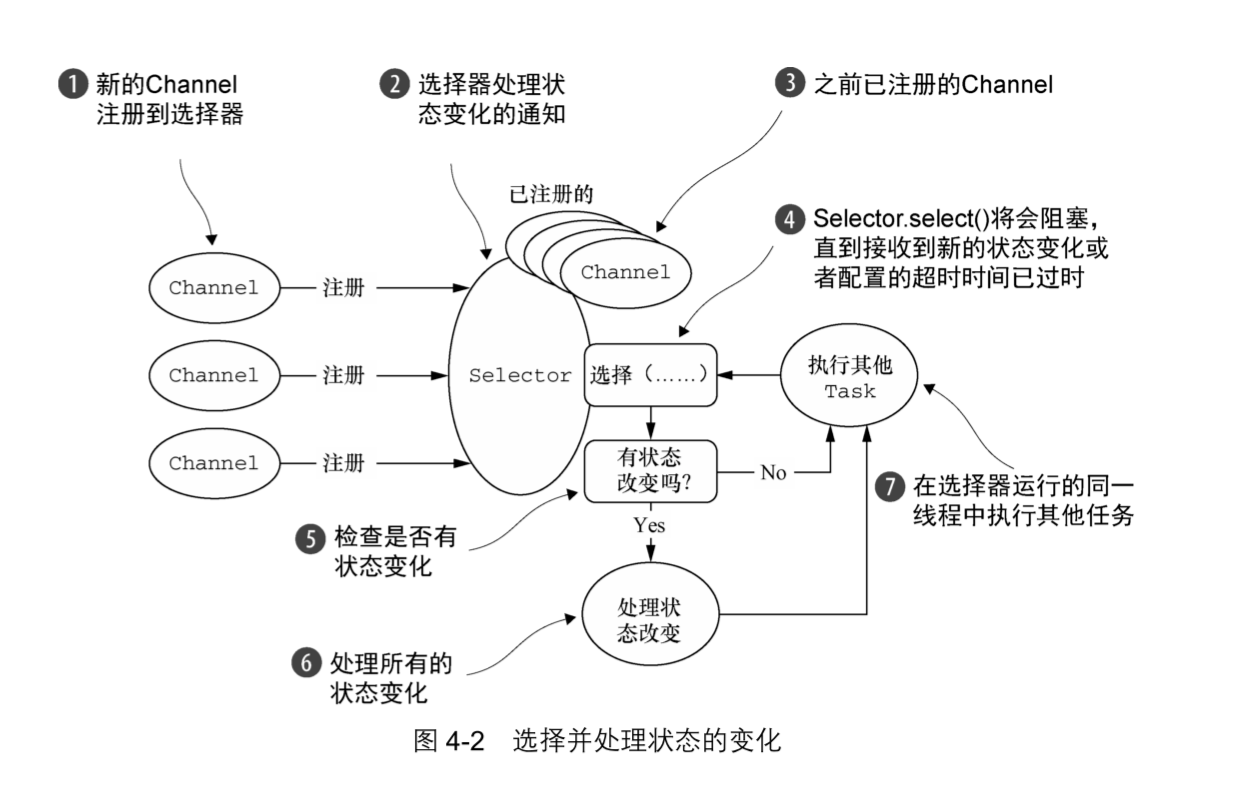 ❶ 新的Channel
注册到选择器
❷ 选择器处理状
态变化的通知
❸ 之前已注册的Channel
已注册的
Channel
❹ Selector.select()将会阻塞，
直到接收到新的状态变化或
者配置的超时时间已过时
Channel
注册
Channel
注册
Channel
注册
Selector
选择（……）
执行其他
Task
有状态
改变吗?
No
Yes
❼ 在选择器运行的同一
线程中执行其他任务
❺ 检查是否有
状态变化
处理状
态改变
❻ 处理所有的
状态变化
图 4-2 选择并处理状态的变化